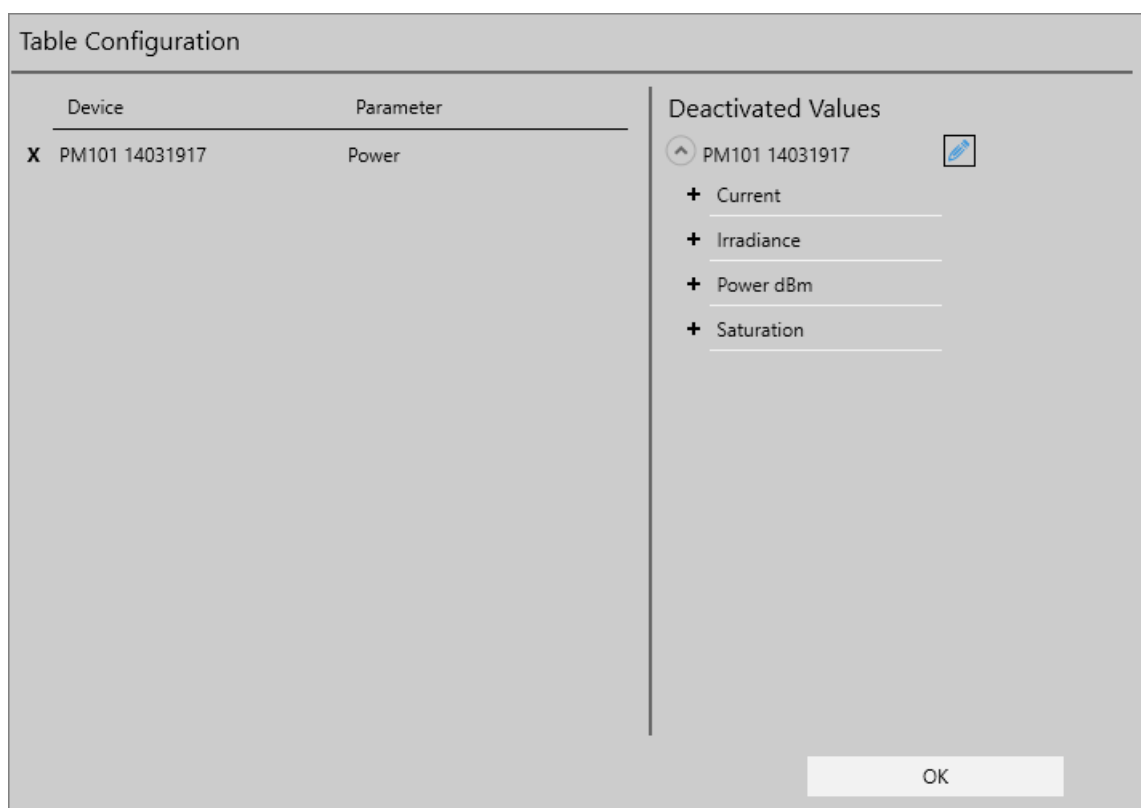 Table Configuration
Device Parameter
X PM101 14031917 Power
Deactivated Values
PM101 14031917
+ Current
+ Irradiance
+ Power dBm
+ Saturation
OK